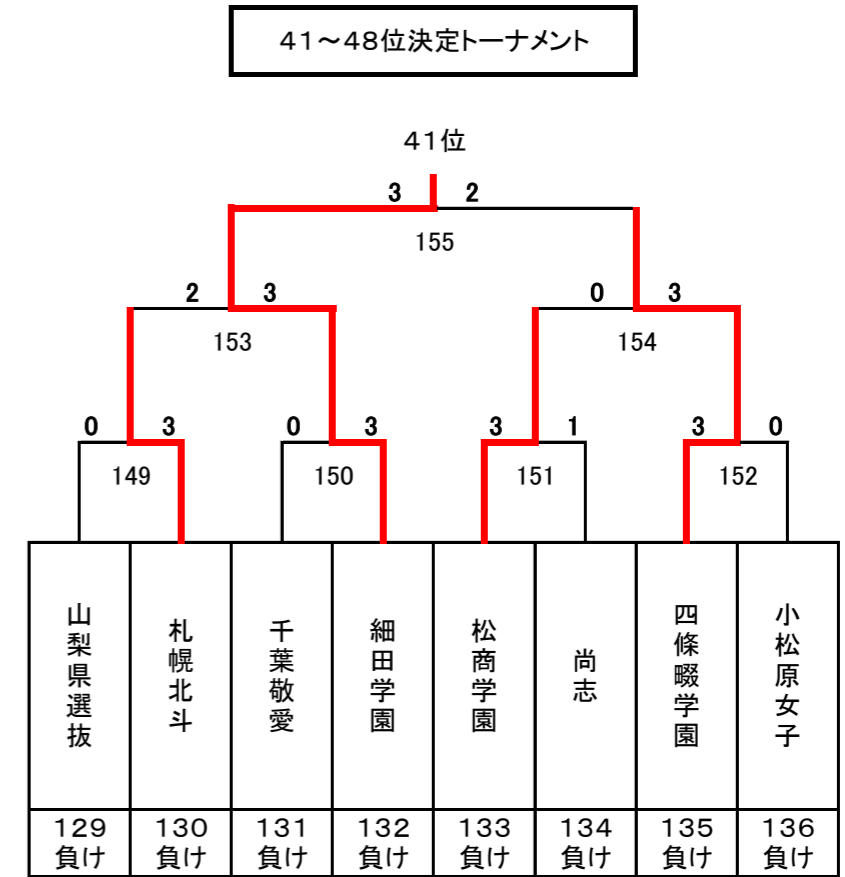 ４１～４８位決定トーナメント
４１位
3 2
155
2 3 0 3
153 154
0 3 0 3 3 1 3 0
149 150 151 152
山梨県選抜
札幌北斗
千葉敬愛
細田学園
松商学園
尚志
四條畷学園
小松原女子
１２９ １３０ １３１ １３２ １３３ １３４ １３５ １３６
負け 負け 負け 負け 負け 負け 負け 負け